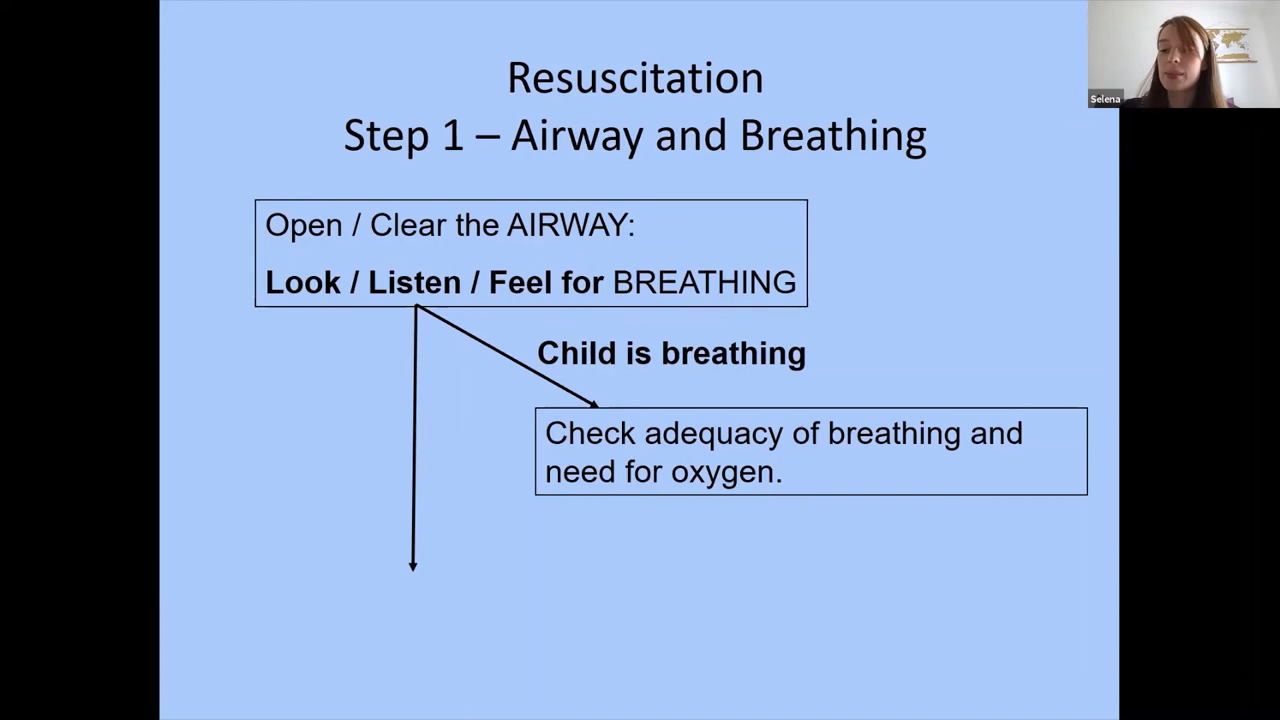 Resuscitation
Step 1 – Airway and Breathing
Selena
Open / Clear the AIRWAY:
Look / Listen / Feel for BREATHING
Child is breathing
Check adequacy of breathing and
need for oxygen.